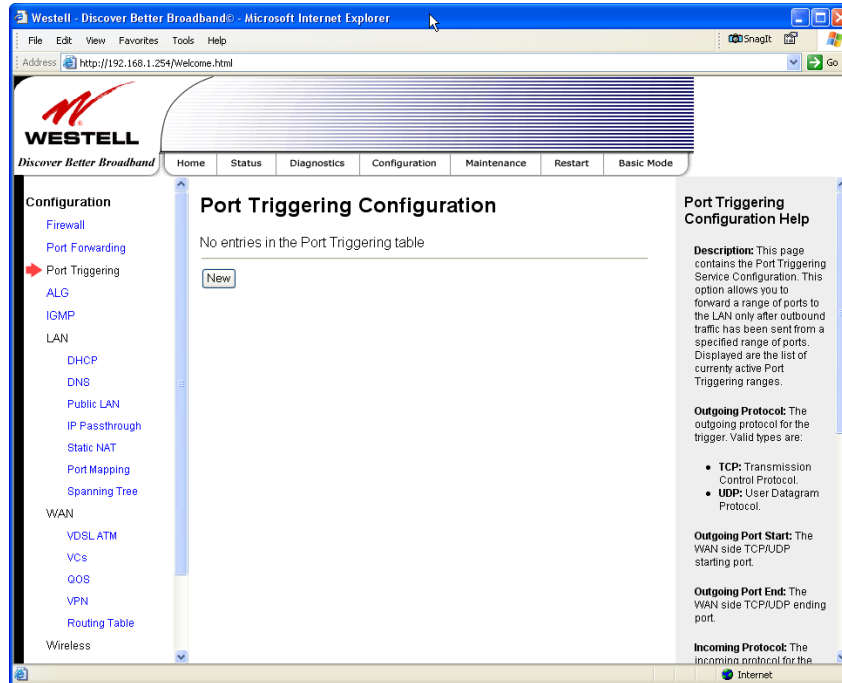 Westell - Discover Better Broadband© - Microsoft Internet Explorer
File Edit View Favorites Tools Help
SnagIt
Address http://192.168.1.254/Welcome.html
Go
WESTELL
Discover Better Broadband
Home Status Diagnostics Configuration Maintenance Restart Basic Mode
Configuration
Firewall
Port Forwarding
Port Triggering
ALG
IGMP
LAN
DHCP
DNS
Public LAN
IP Passthrough
Static NAT
Port Mapping
Spanning Tree
WAN
VDSL ATM
VCs
QOS
VPN
Routing Table
Wireless
Port Triggering Configuration
No entries in the Port Triggering table
New
Port Triggering
Configuration Help
Description: This page
contains the Port Triggering
Service Configuration. This
option allows you to
forward a range of ports to
the LAN only after outbound
traffic has been sent from a
specified range of ports.
Displayed are the list of
curently active Port
Triggering ranges.
Outgoing Protocol: The
outgoing protocol for the
trigger. Valid types are:
• TCP: Transmission
Control Protocol.
• UDP: User Datagram
Protocol.
Outgoing Port Start: The
WAN side TCP/UDP
starting port.
Outgoing Port End: The
WAN side TCP/UDP ending
port.
Incoming Protocol: The
incoming protocol for the
Internet